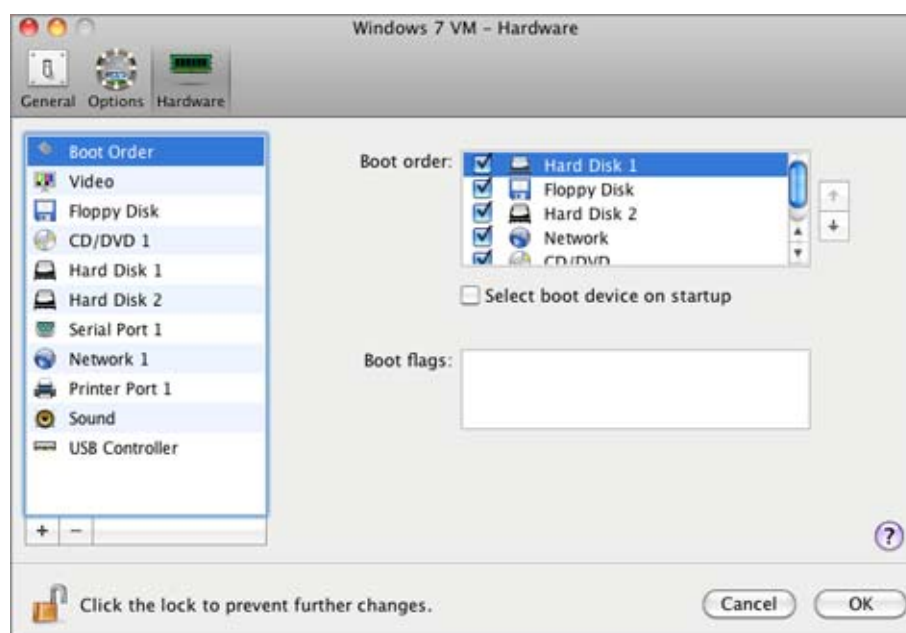 Windows 7 VM – Hardware
General Options Hardware
Boot Order
Video
Floppy Disk
CD/DVD 1
Hard Disk 1
Hard Disk 2
Serial Port 1
Network 1
Printer Port 1
Sound
USB Controller
+ −
Boot order:
Hard Disk 1
Floppy Disk
Hard Disk 2
Network
CD/DVD
Select boot device on startup
Boot flags:
?
Click the lock to prevent further changes.
Cancel OK